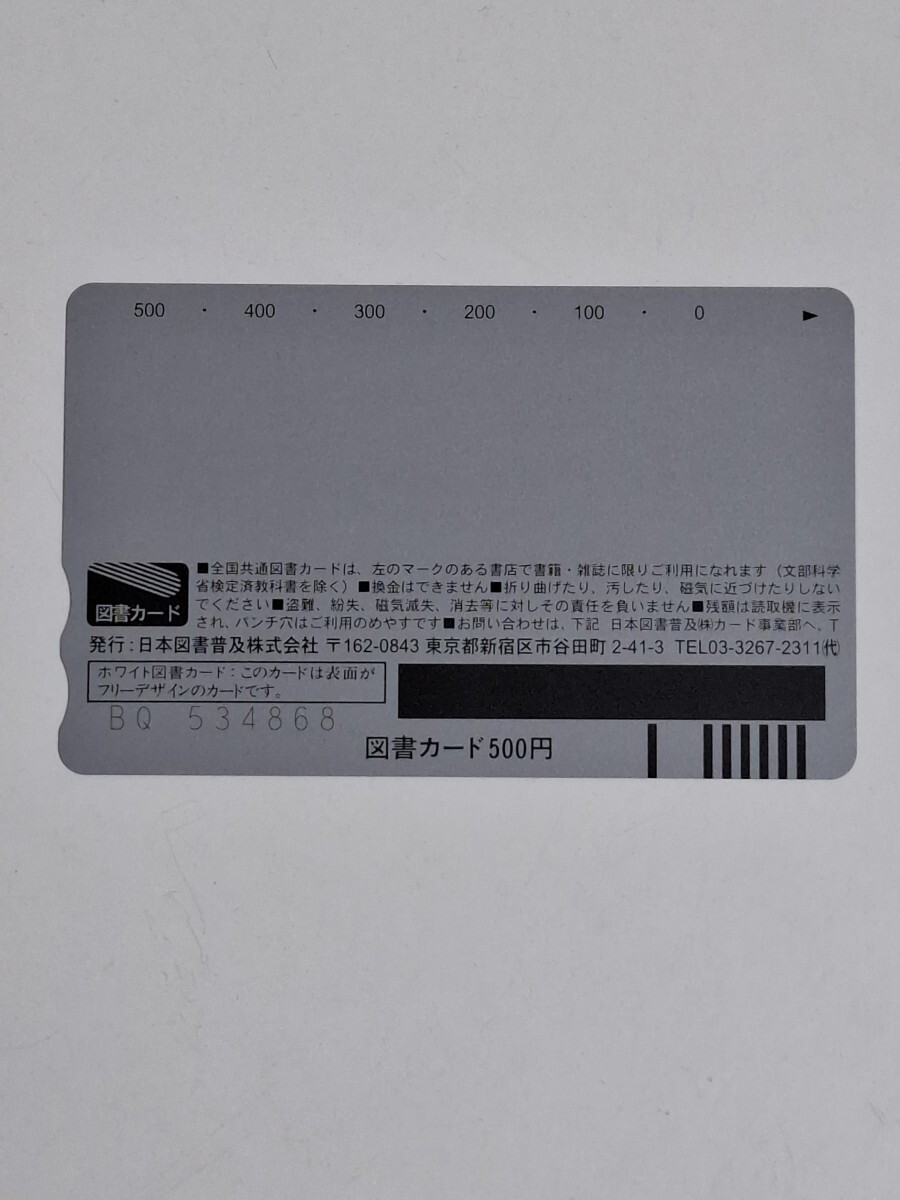 500 ・ 400 ・ 300 ・ 200 ・ 100 ・ 0 ►
図書カード
■全国共通図書カードは、左のマークのある書店で書籍・雑誌に限りご利用になれます（文部科学
省検定済教科書を除く）■換金はできません■折り曲げたり、汚したり、磁気に近づけたりしない
でください■盗難、紛失、磁気減失、消去等に対しその責任を負いません■残額は読取機に表示
され、パンチ穴はご利用のめやすです■お問い合わせは、下記 日本図書普及㈱カード事業部へ。T
発行：日本図書普及株式会社 〒162-0843 東京都新宿区市谷田町 2-41-3 TEL03-3267-2311㈹
ホワイト図書カード：このカードは表面が
フリーデザインのカードです。
BQ 534868
図書カード500円